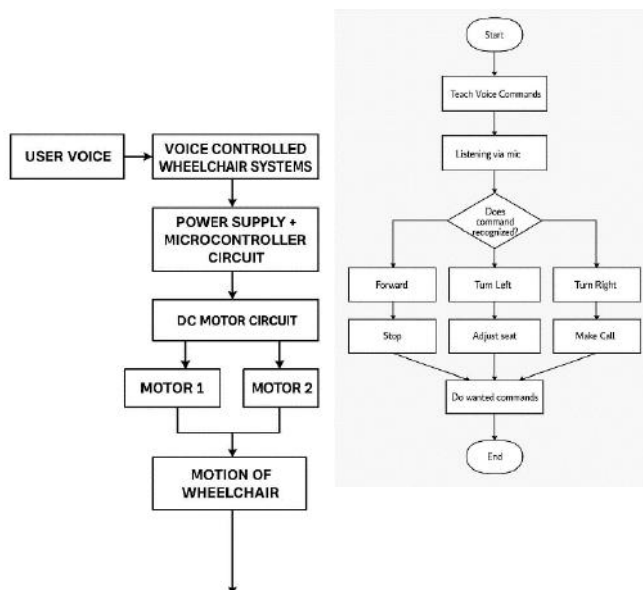 USER VOICE
VOICE CONTROLLED
WHEELCHAIR SYSTEMS
POWER SUPPLY +
MICROCONTROLLER
CIRCUIT
DC MOTOR CIRCUIT
MOTOR 1
MOTOR 2
MOTION OF
WHEELCHAIR
Start
Teach Voice Commands
Listening via mic
Does
command
recognized?
Forward
Turn Left
Turn Right
Stop
Adjust seat
Make Call
Do wanted commands
End